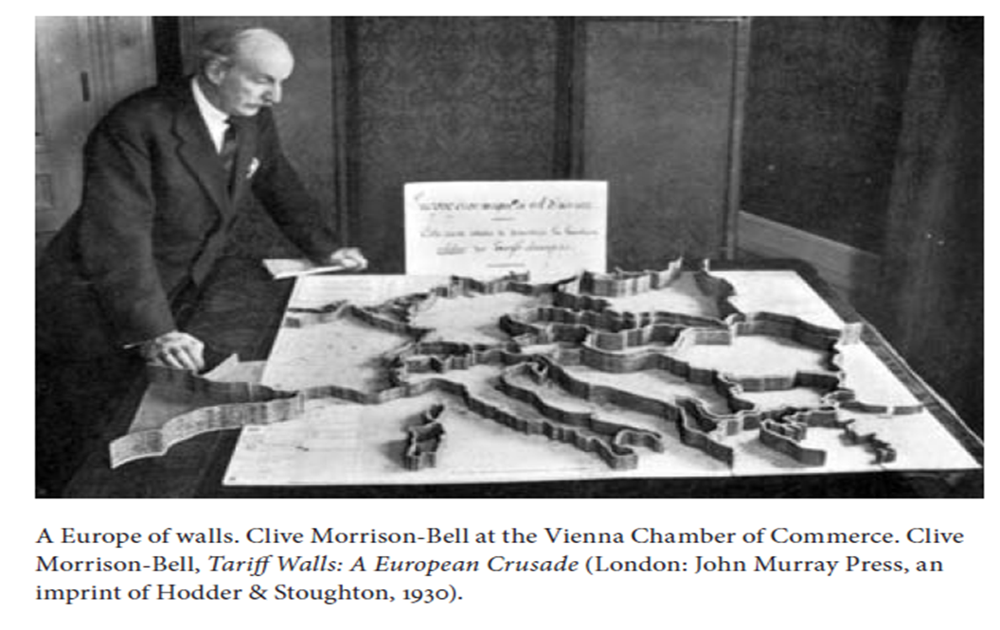 A Europe of walls. Clive Morrison-Bell at the Vienna Chamber of Commerce. Clive
Morrison-Bell, Tariff Walls: A European Crusade (London: John Murray Press, an
imprint of Hodder & Stoughton, 1930).